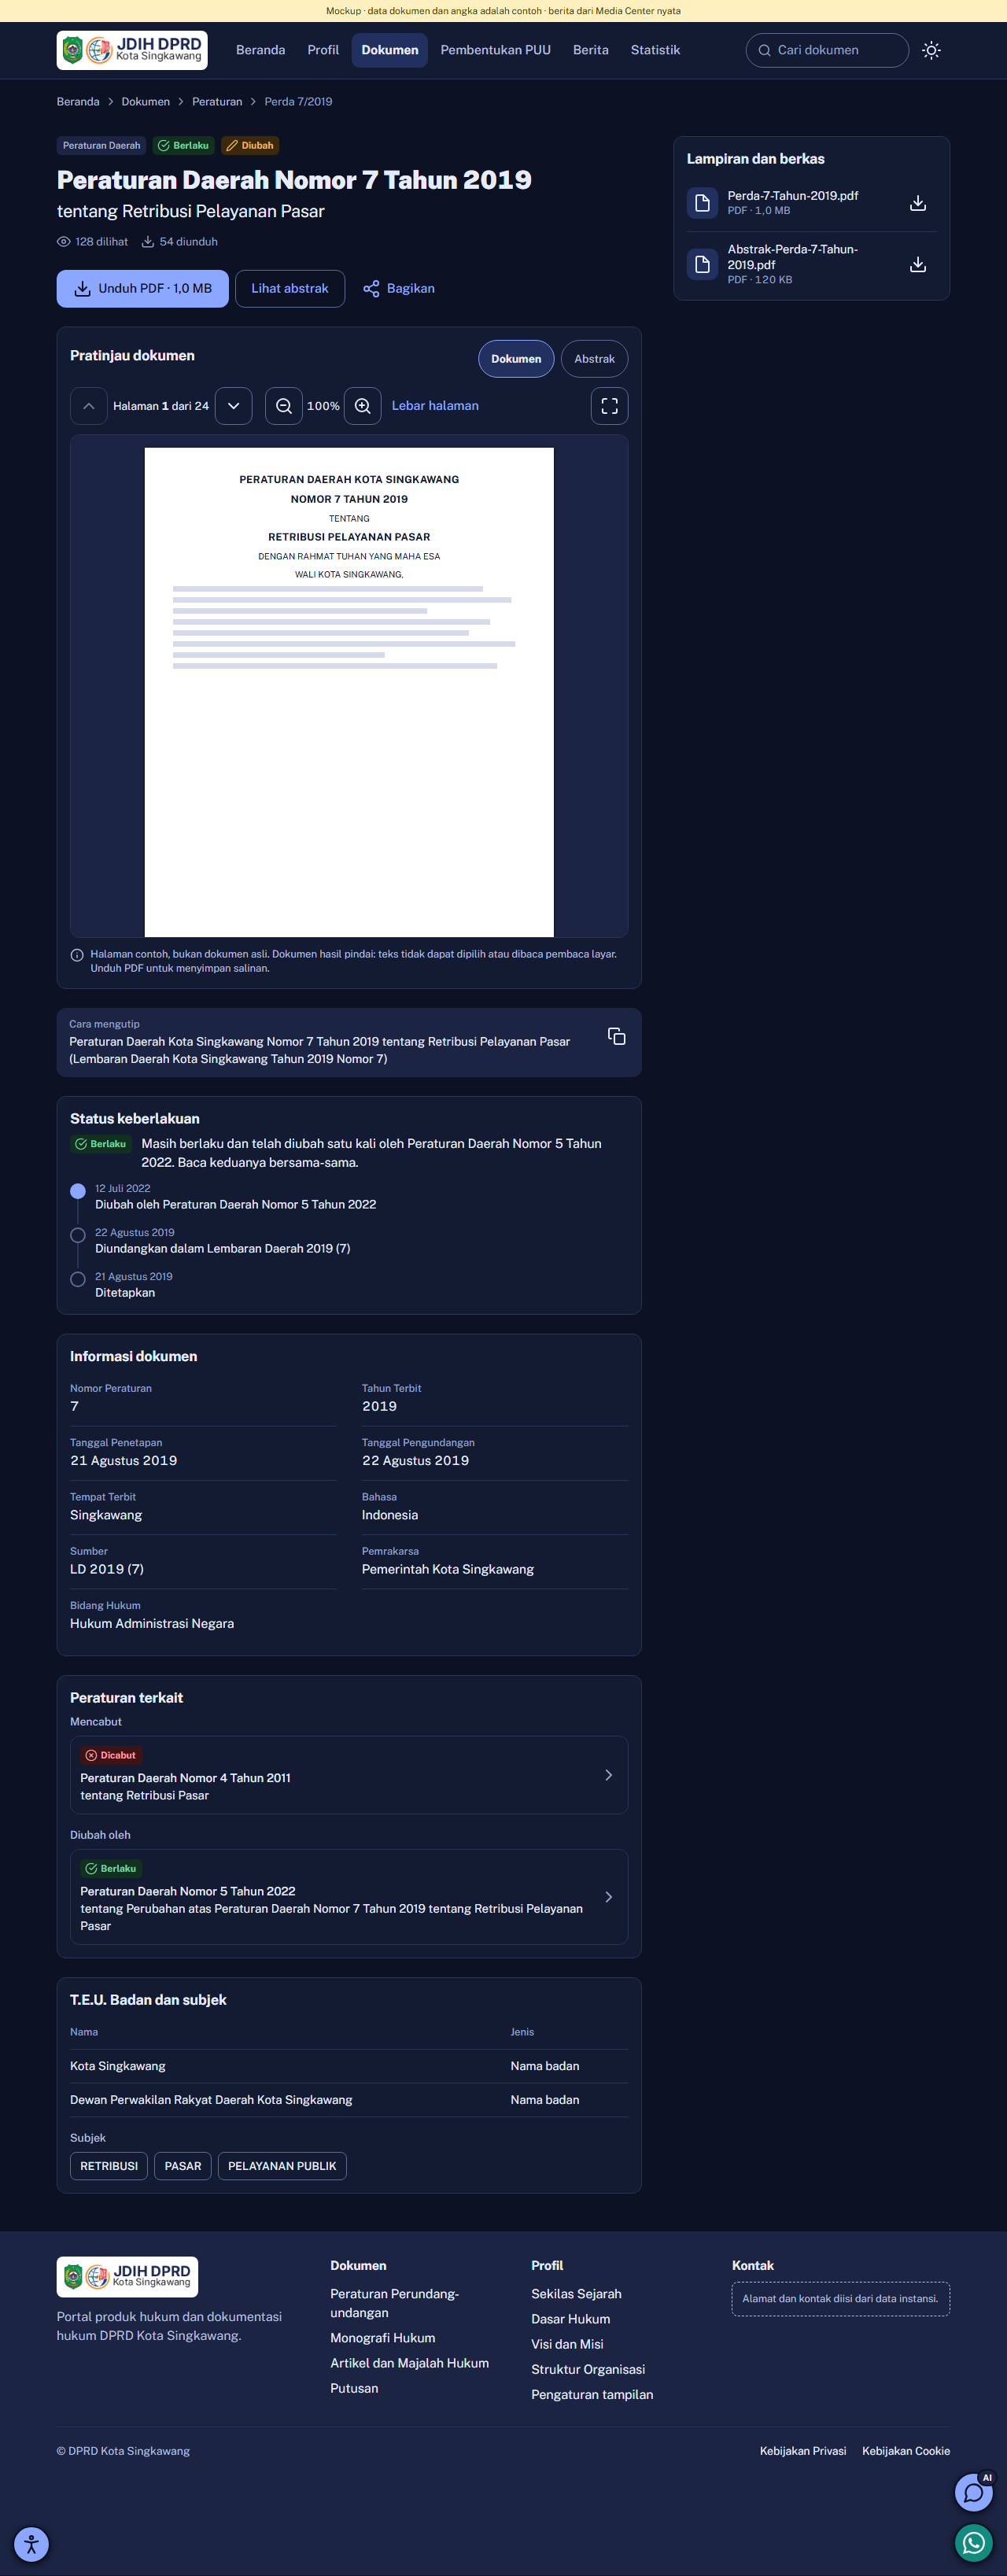 Mockup · data dokumen dan angka adalah contoh · berita dari Media Center nyata
JDIH DPRD
Kota Singkawang
Beranda
Profil
Dokumen
Pembentukan PUU
Berita
Statistik
Cari dokumen
Beranda > Dokumen > Peraturan > Perda 7/2019
Peraturan Daerah
Berlaku
Diubah
Peraturan Daerah Nomor 7 Tahun 2019
tentang Retribusi Pelayanan Pasar
128 dilihat
54 diunduh
Unduh PDF · 1,0 MB
Lihat abstrak
Bagikan
Lampiran dan berkas
Perda-7-Tahun-2019.pdf
PDF · 1,0 MB
Abstrak-Perda-7-Tahun-
2019.pdf
PDF · 120 KB
Pratinjau dokumen
Dokumen
Abstrak
Halaman 1 dari 24
100%
Lebar halaman
PERATURAN DAERAH KOTA SINGKAWANG
NOMOR 7 TAHUN 2019
TENTANG
RETRIBUSI PELAYANAN PASAR
DENGAN RAHMAT TUHAN YANG MAHA ESA
WALI KOTA SINGKAWANG,
Halaman contoh, bukan dokumen asli. Dokumen hasil pindai: teks tidak dapat dipilih atau dibaca pembaca layar.
Unduh PDF untuk menyimpan salinan.
Cara mengutip
Peraturan Daerah Kota Singkawang Nomor 7 Tahun 2019 tentang Retribusi Pelayanan Pasar
(Lembaran Daerah Kota Singkawang Tahun 2019 Nomor 7)
Status keberlakuan
Berlaku
Masih berlaku dan telah diubah satu kali oleh Peraturan Daerah Nomor 5 Tahun
2022. Baca keduanya bersama-sama.
12 Juli 2022
Diubah oleh Peraturan Daerah Nomor 5 Tahun 2022
22 Agustus 2019
Diundangkan dalam Lembaran Daerah 2019 (7)
21 Agustus 2019
Ditetapkan
Informasi dokumen
Nomor Peraturan
7
Tahun Terbit
2019
Tanggal Penetapan
21 Agustus 2019
Tanggal Pengundangan
22 Agustus 2019
Tempat Terbit
Singkawang
Bahasa
Indonesia
Sumber
LD 2019 (7)
Pemrakarsa
Pemerintah Kota Singkawang
Bidang Hukum
Hukum Administrasi Negara
Peraturan terkait
Mencabut
Dicabut
Peraturan Daerah Nomor 4 Tahun 2011
tentang Retribusi Pasar
Diubah oleh
Berlaku
Peraturan Daerah Nomor 5 Tahun 2022
tentang Perubahan atas Peraturan Daerah Nomor 7 Tahun 2019 tentang Retribusi Pelayanan
Pasar
T.E.U. Badan dan subjek
Nama
Jenis
Kota Singkawang
Nama badan
Dewan Perwakilan Rakyat Daerah Kota Singkawang
Nama badan
Subjek
RETRIBUSI
PASAR
PELAYANAN PUBLIK
JDIH DPRD
Kota Singkawang
Portal produk hukum dan dokumentasi
hukum DPRD Kota Singkawang.
Dokumen
Peraturan Perundang-
undangan
Monografi Hukum
Artikel dan Majalah Hukum
Putusan
Profil
Sekilas Sejarah
Dasar Hukum
Visi dan Misi
Struktur Organisasi
Pengaturan tampilan
Kontak
Alamat dan kontak diisi dari data instansi.
© DPRD Kota Singkawang
Kebijakan Privasi
Kebijakan Cookie
AI